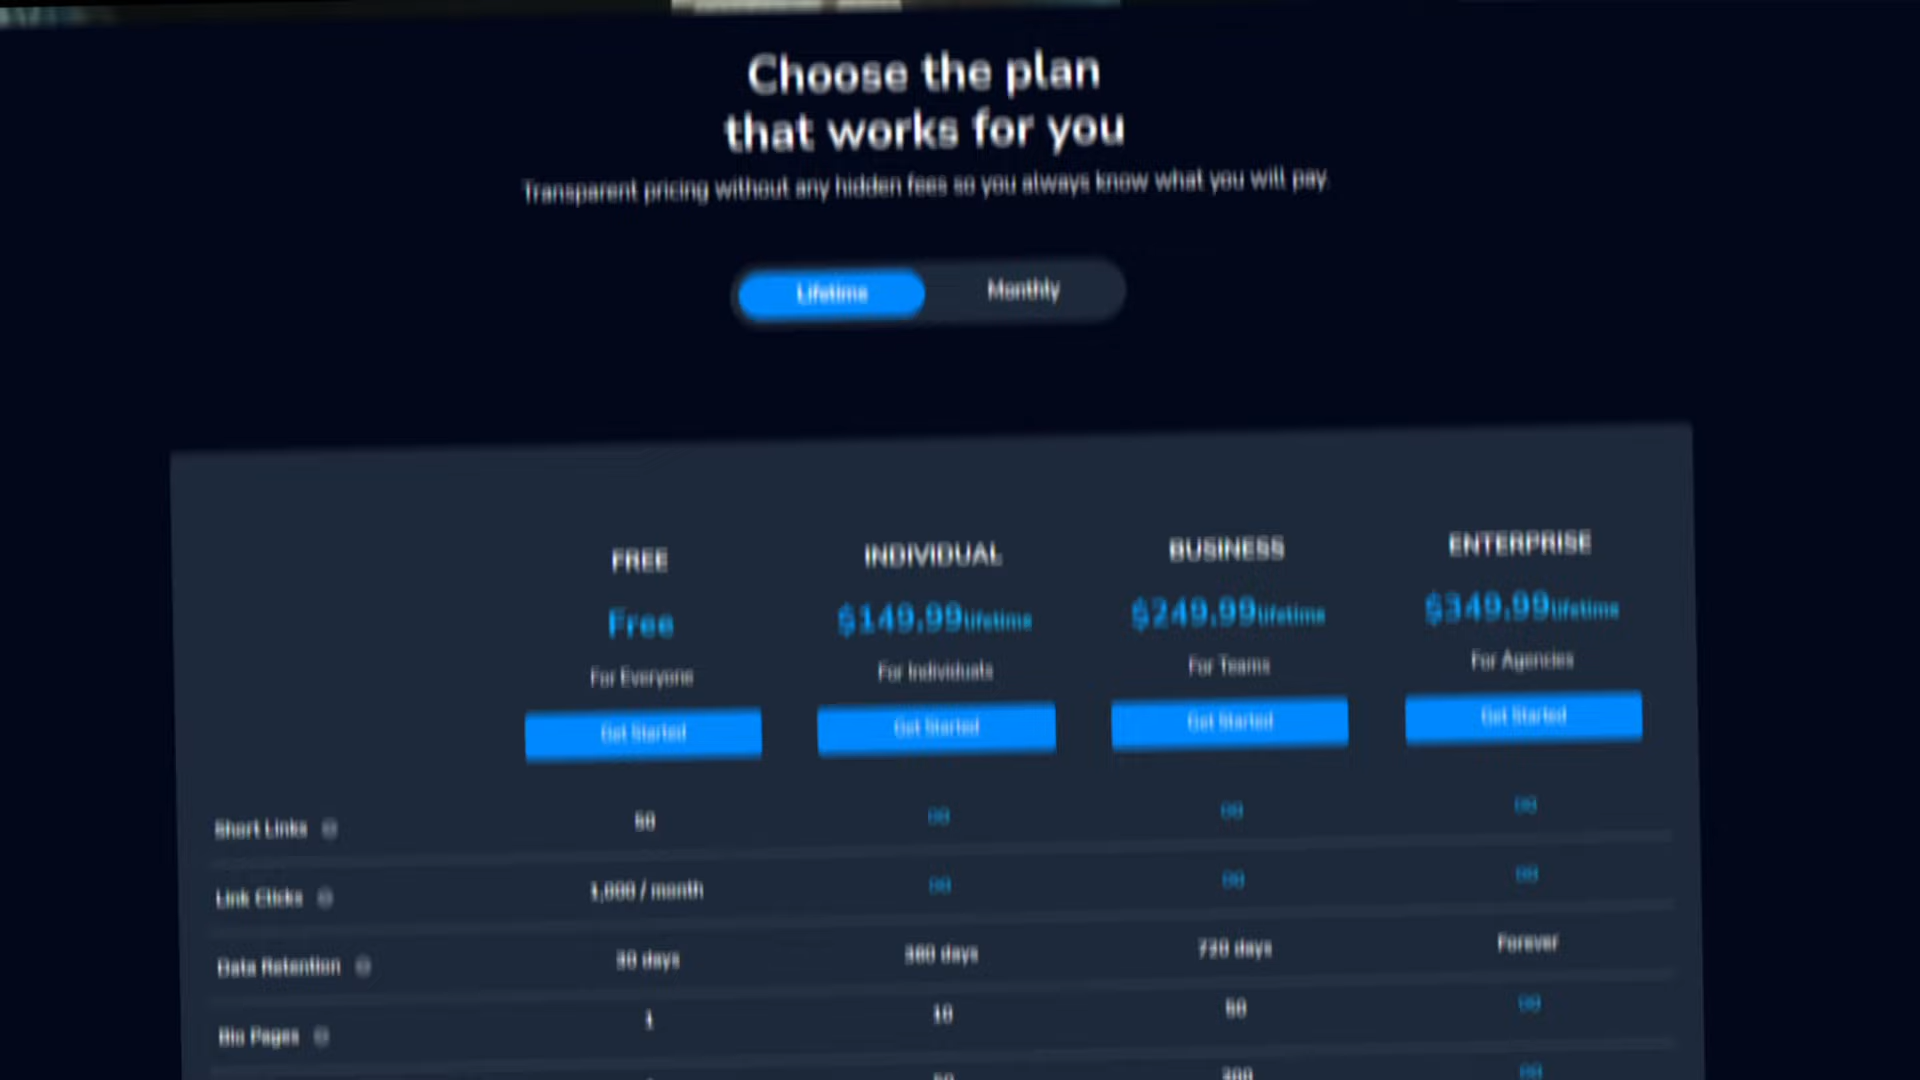 Choose the plan
that works for you
Transparent pricing without any hidden fees so you always know what you will pay.
Lifetime Monthly
FREE INDIVIDUAL BUSINESS ENTERPRISE
Free $149.99lifetime $249.99lifetime $349.99lifetime
For Everyone For Individuals For Teams For Agencies
Get Started Get Started Get Started Get Started
Short Links ∞ ∞ ∞
Link Clicks 1,000 / month ∞ ∞ ∞
Data Retention 30 days 360 days 720 days Forever
Bio Pages 1 10 ∞